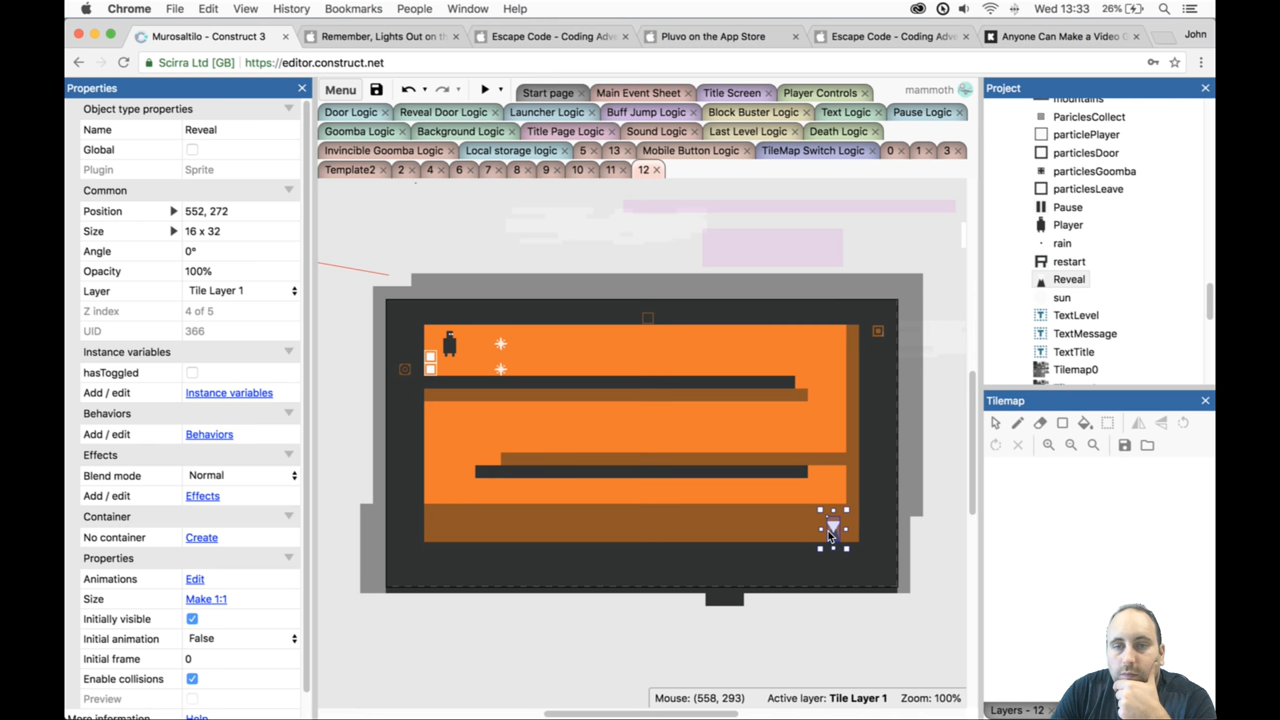 Chrome File Edit View History Bookmarks People Window Help Wed 13:33 26%
Murosaltilo - Construct 3 × Remember, Lights Out on th × Escape Code - Coding Adve × Pluvo on the App Store × Escape Code - Coding Adve × Anyone Can Make a Video G × John
Scirra Ltd [GB] https://editor.construct.net
Properties
Object type properties
Name Reveal
Global
Plugin Sprite
Common
Position 552, 272
Size 16 x 32
Angle 0°
Opacity 100%
Layer Tile Layer 1
Z index 4 of 5
UID 366
Instance variables
hasToggled
Add / edit Instance variables
Behaviors
Add / edit Behaviors
Effects
Blend mode Normal
Add / edit Effects
Container
No container Create
Properties
Animations Edit
Size Make 1:1
Initially visible
Initial animation False
Initial frame 0
Enable collisions
Preview
More information Help
Menu Start page Main Event Sheet Title Screen Player Controls mammoth
Door Logic Reveal Door Logic Launcher Logic Buff Jump Logic Block Buster Logic Text Logic Pause Logic
Goomba Logic Background Logic Title Page Logic Sound Logic Last Level Logic Death Logic
Invincible Goomba Logic Local storage logic 5 13 Mobile Button Logic TileMap Switch Logic 0 1 3
Template2 2 4 6 7 8 9 10 11 12
Mouse: (558, 293) Active layer: Tile Layer 1 Zoom: 100%
Project
mountains
PariclesCollect
particlePlayer
particlesDoor
particlesGoomba
particlesLeave
Pause
Player
rain
restart
Reveal
sun
TextLevel
TextMessage
TextTitle
Tilemap0
Tilemap
Layers - 12